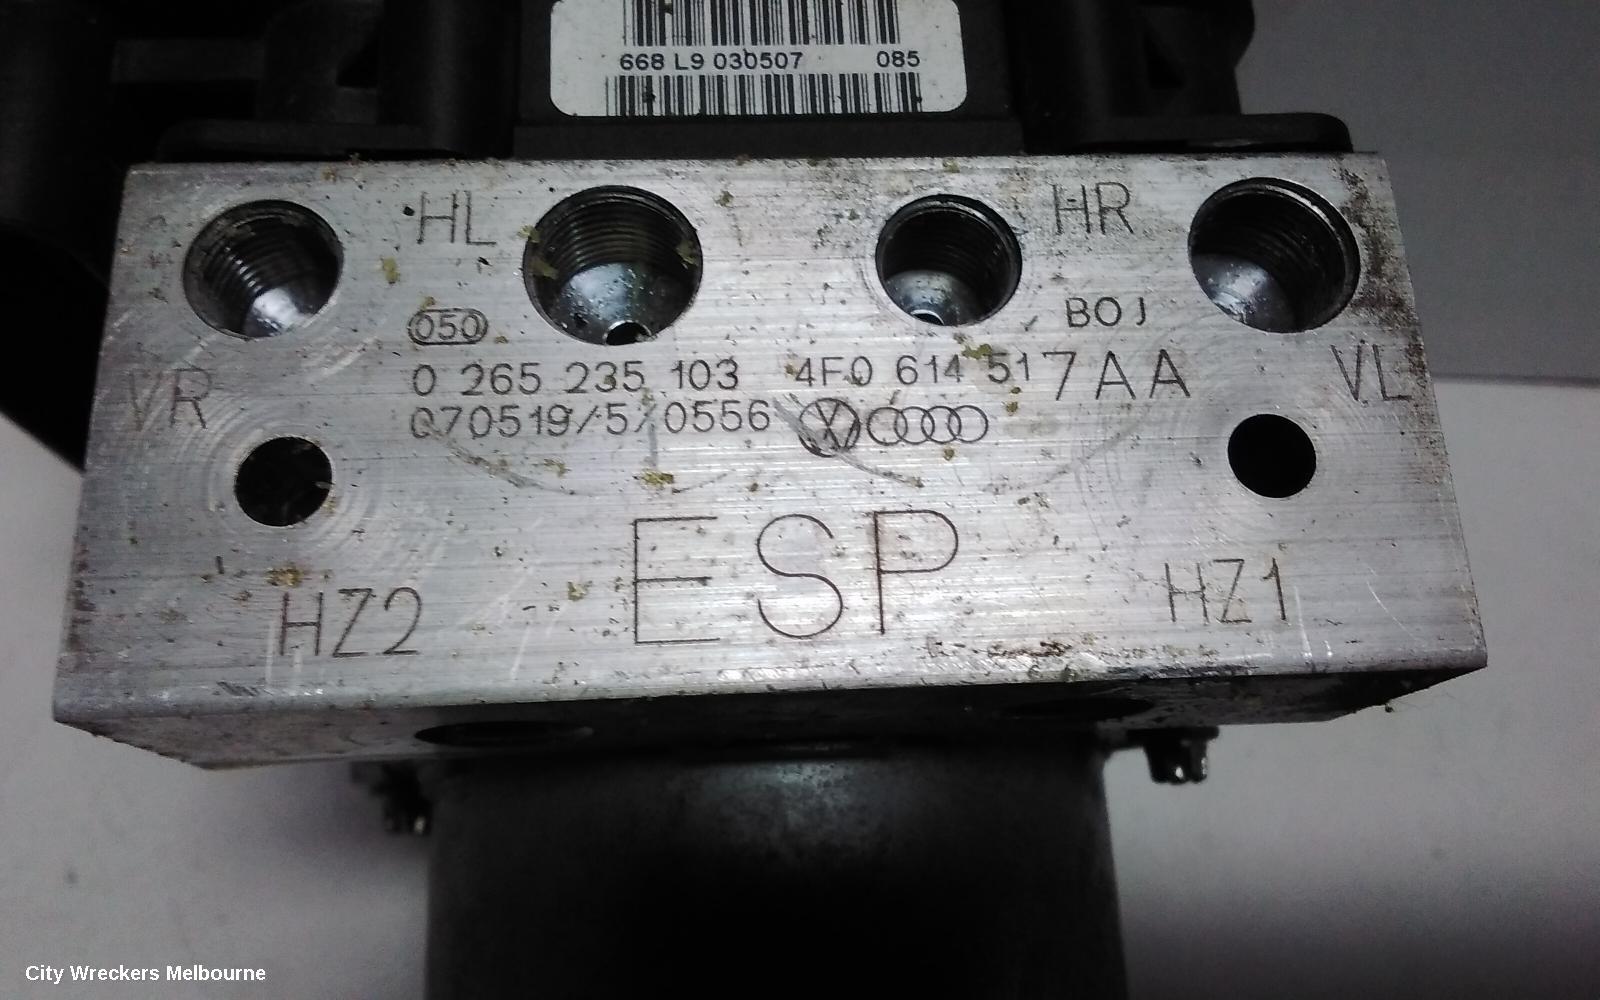 668 L9 030507 085
HL HR
050 BOJ
0 265 235 103 4F0 614 517AA
VR VL
070519/5/0556
ESP
HZ2 HZ1
City Wreckers Melbourne